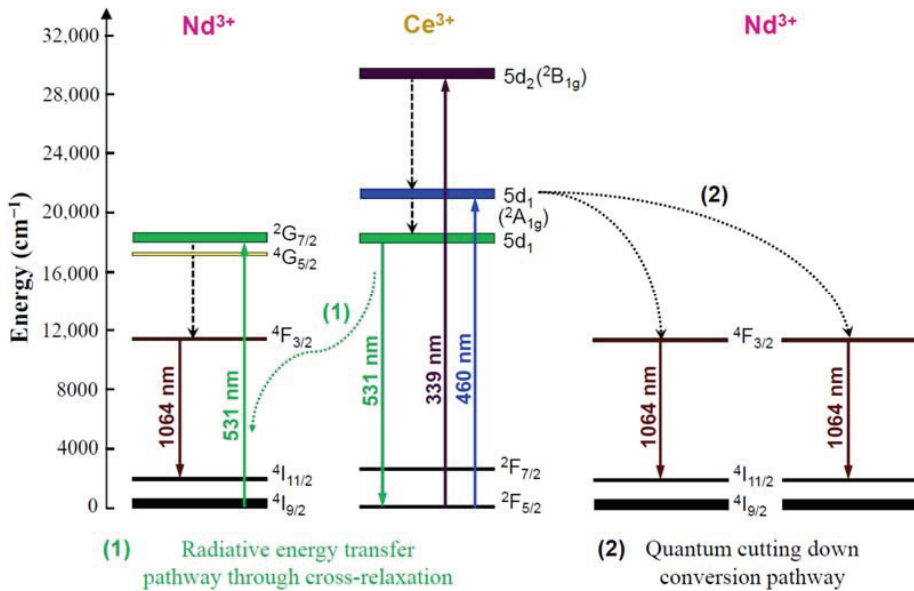 Nd³⁺ Ce³⁺ Nd³⁺
Energy (cm⁻¹)
32,000
28,000
24,000
20,000
16,000
12,000
8000
4000
0
²G₇/₂
⁴G₅/₂
⁴F₃/₂
⁴I₁₁/₂
⁴I₉/₂
1064 nm
531 nm
(1)
5d₂(²B₁g)
5d₁
(²A₁g)
5d₁
²F₇/₂
²F₅/₂
531 nm
339 nm
460 nm
(2)
⁴F₃/₂
⁴I₁₁/₂
⁴I₉/₂
1064 nm
1064 nm
(1) Radiative energy transfer
pathway through cross-relaxation
(2) Quantum cutting down
conversion pathway